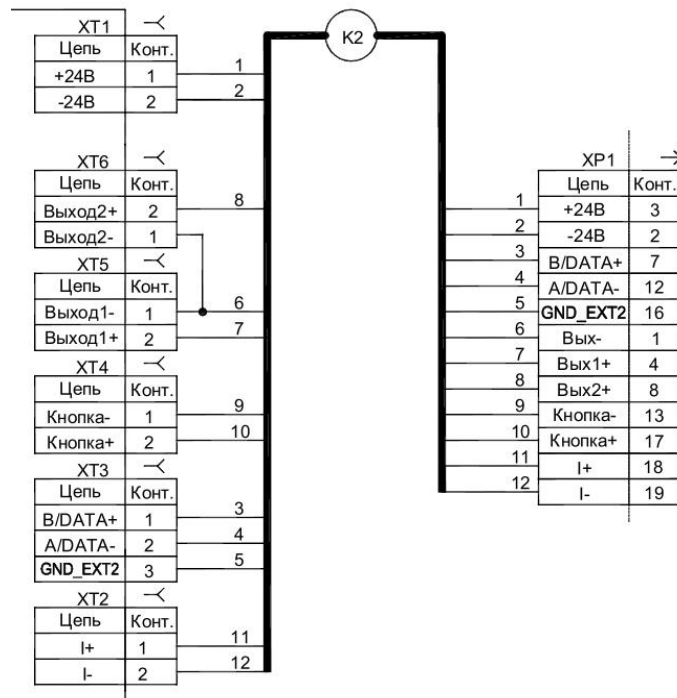 K2
XT1
Цепь Конт.
+24В 1 1
-24В 2 2
XT6
Цепь Конт.
Выход2+ 2 8
Выход2- 1
XT5
Цепь Конт.
Выход1- 1 6
Выход1+ 2 7
XT4
Цепь Конт.
Кнопка- 1 9
Кнопка+ 2 10
XT3
Цепь Конт.
B/DATA+ 1 3
A/DATA- 2 4
GND_EXT2 3 5
XT2
Цепь Конт.
I+ 1 11
I- 2 12
XP1
Цепь Конт.
1 +24В 3
2 -24В 2
3 B/DATA+ 7
4 A/DATA- 12
5 GND_EXT2 16
6 Вых- 1
7 Вых1+ 4
8 Вых2+ 8
9 Кнопка- 13
10 Кнопка+ 17
11 I+ 18
12 I- 19